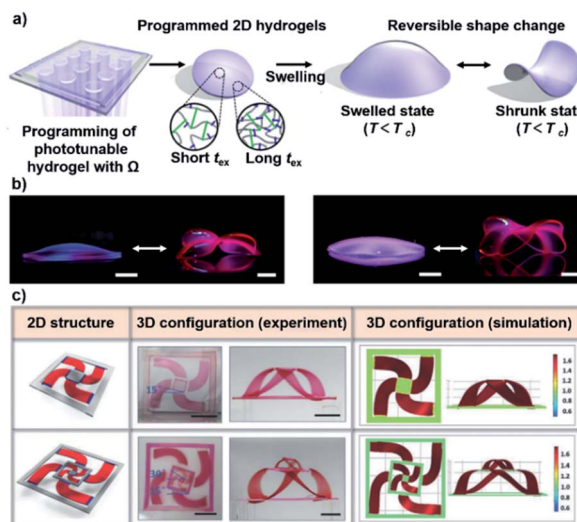 a)
Programmed 2D hydrogels
Reversible shape change
Swelling
Programming of
phototunable
hydrogel with Ω
Short tex
Long tex
Swelled state
(T < Tc)
Shrunk stat
(T < Tc)
b)
c)
2D structure
3D configuration (experiment)
3D configuration (simulation)
15°
1.6
1.4
1.2
1.0
0.8
0.6
30°
1.6
1.4
1.2
1.0
0.8
0.6